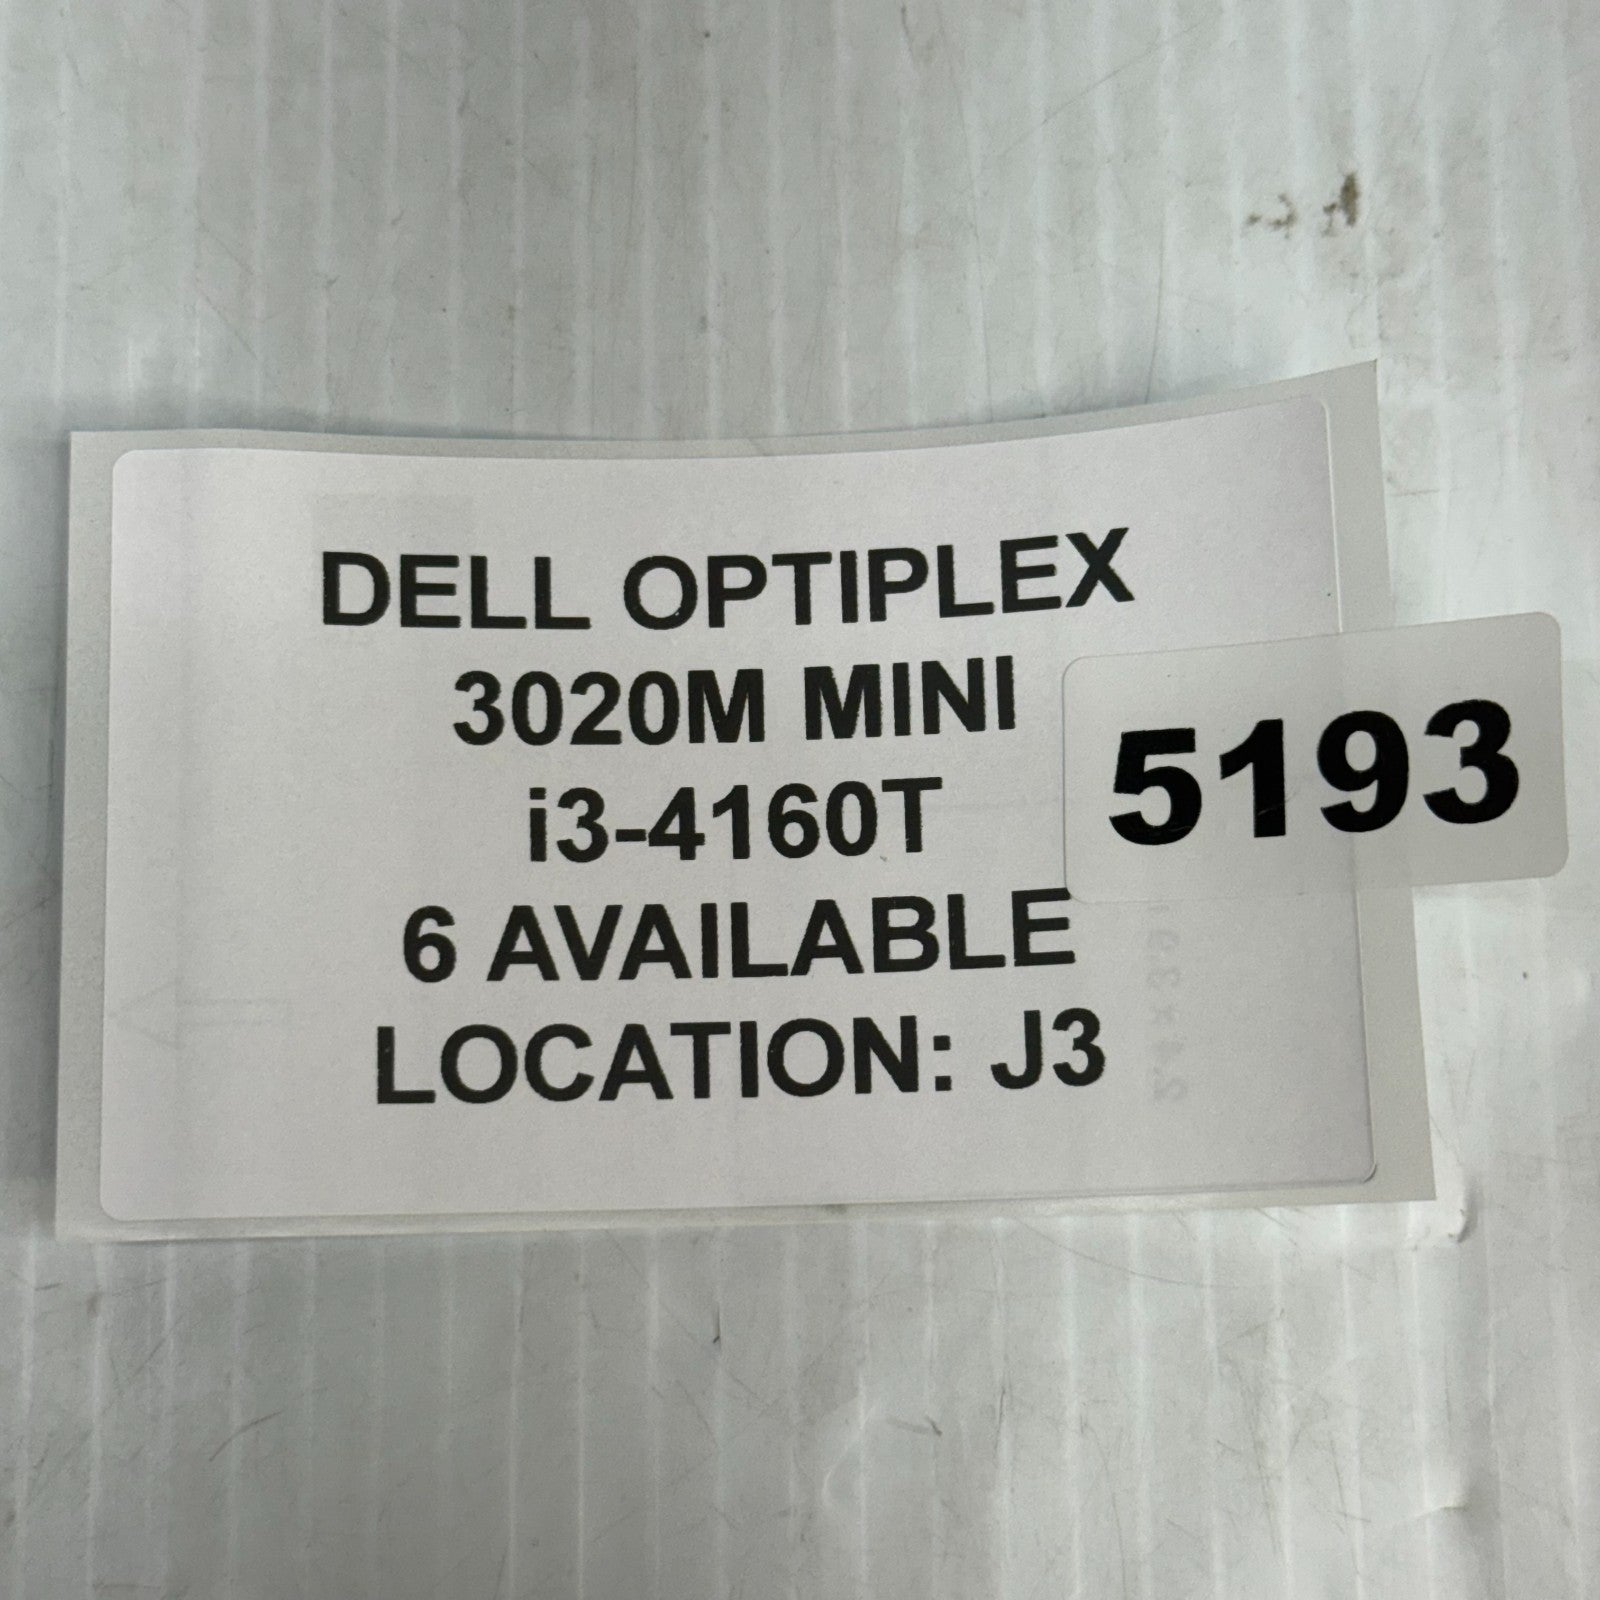 DELL OPTIPLEX
3020M MINI
i3-4160T
6 AVAILABLE
LOCATION: J3
5193